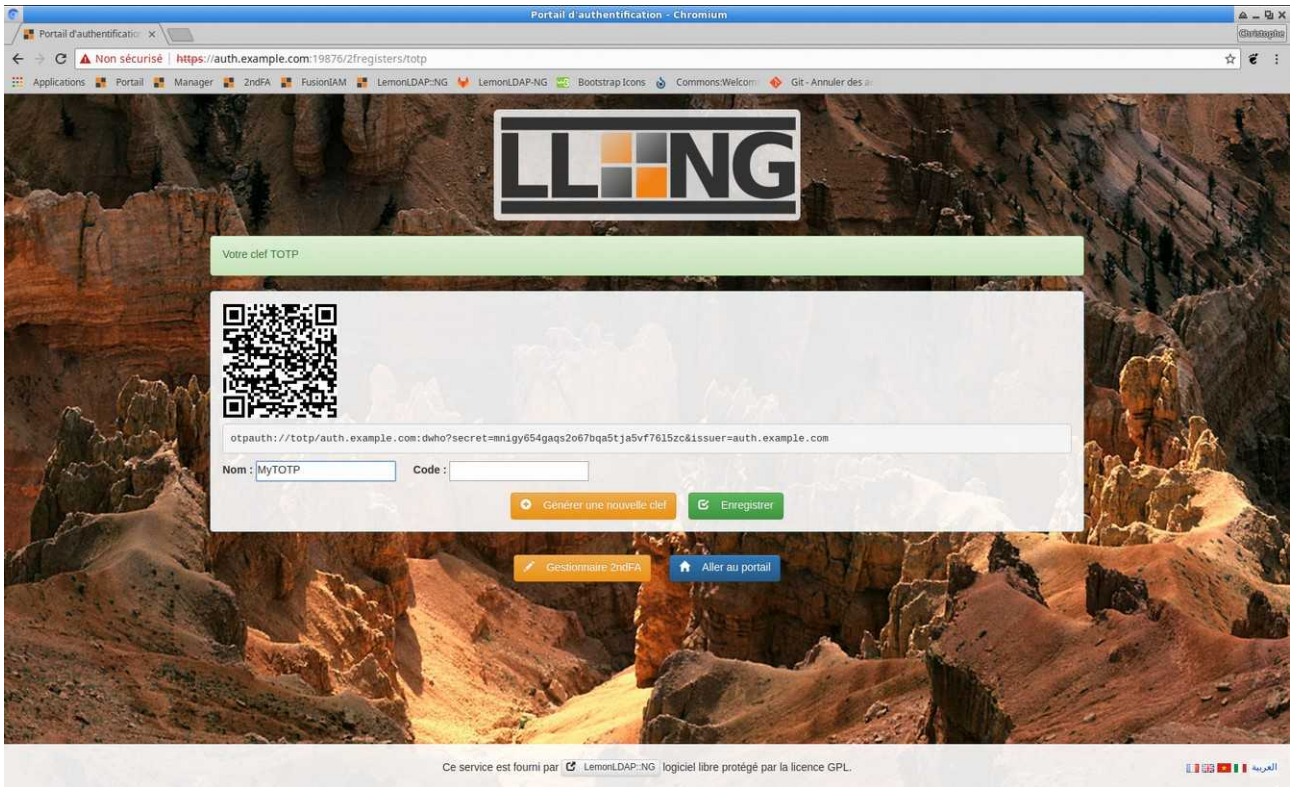 Portail d'authentification - Chromium
Portail d'authentificatio
Christophe
Non sécurisé | https://auth.example.com:19876/2fregisters/totp
Applications Portail Manager 2ndFA FusionIAM LemonLDAP::NG LemonLDAP-NG Bootstrap Icons Commons:Welcom Git - Annuler des
LL NG
Votre clef TOTP
otpauth://totp/auth.example.com:dwho?secret=mnigy654gaqs2o67bqa5tja5vf76l5zc&issuer=auth.example.com
Nom : MyTOTP Code :
Générer une nouvelle clef Enregistrer
Gestionnaire 2ndFA Aller au portail
Ce service est fourni par LemonLDAP::NG logiciel libre protégé par la licence GPL.
العربية